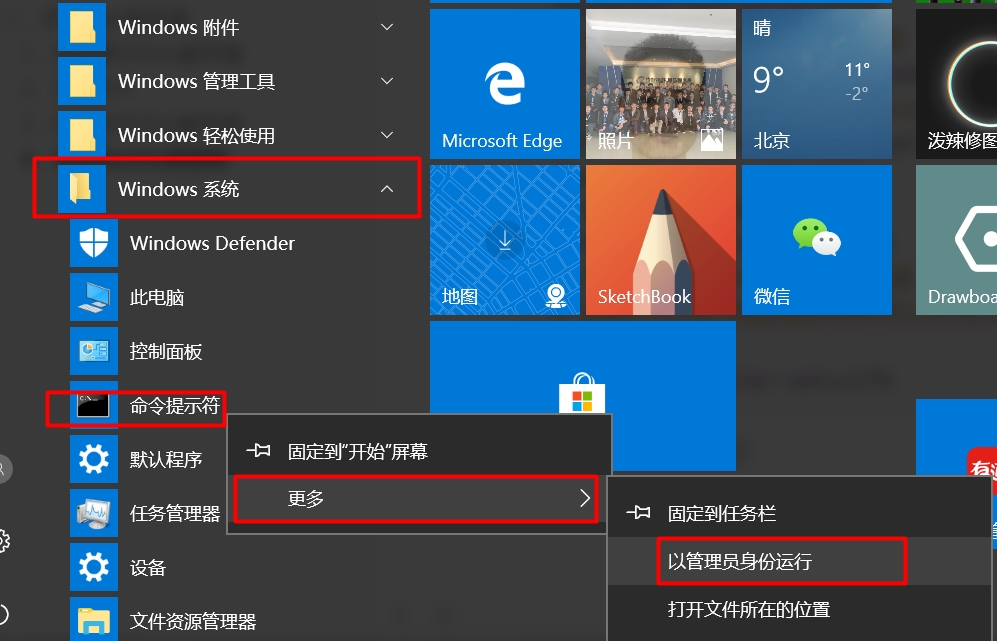 Windows 附件
Windows 管理工具
Windows 轻松使用
Windows 系统
Windows Defender
此电脑
控制面板
命令提示符
默认程序
任务管理器
设备
文件资源管理器
Microsoft Edge
照片
晴
9°
11°
-2°
北京
泼辣修图
地图
SketchBook
微信
Drawboa
固定到“开始”屏幕
更多
固定到任务栏
以管理员身份运行
打开文件所在的位置